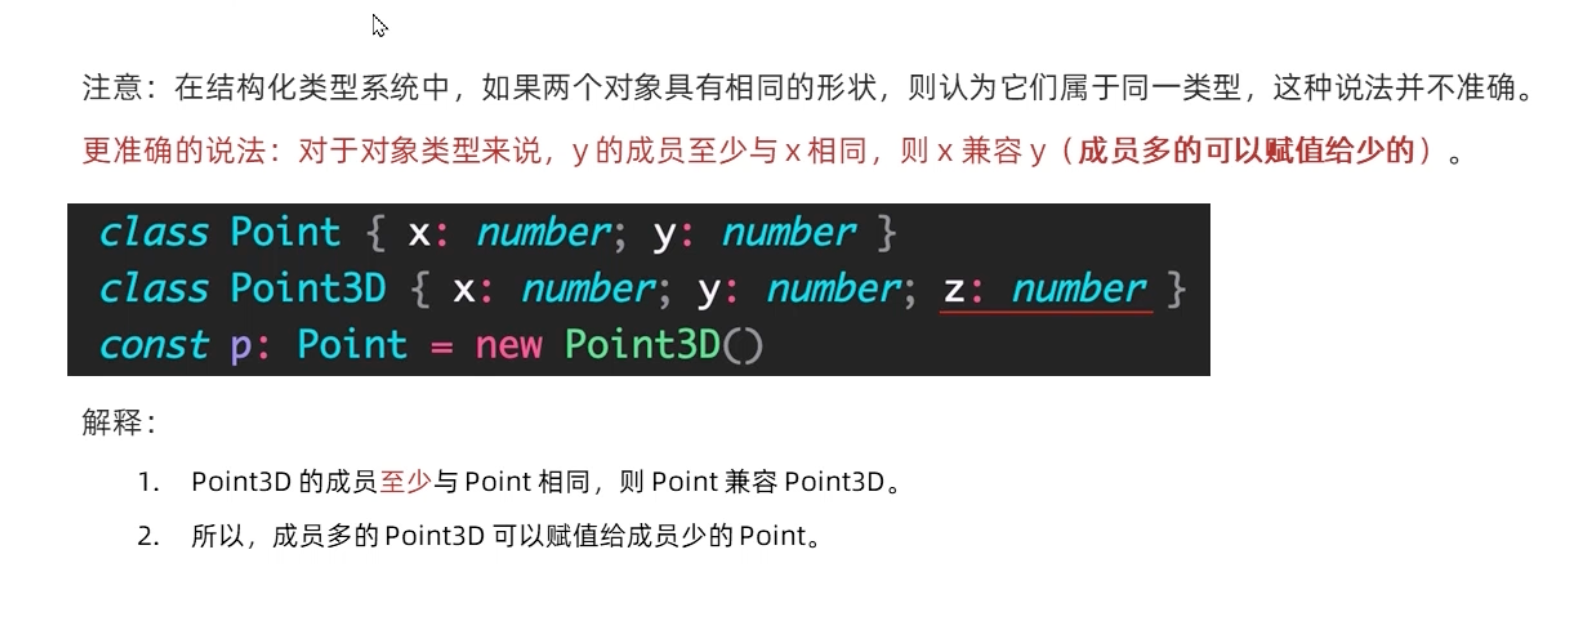 注意：在结构化类型系统中，如果两个对象具有相同的形状，则认为它们属于同一类型，这种说法并不准确。
更准确的说法：对于对象类型来说，y 的成员至少与 x 相同，则 x 兼容 y（成员多的可以赋值给少的）。
class Point { x: number; y: number }
class Point3D { x: number; y: number; z: number }
const p: Point = new Point3D()
解释：
1. Point3D 的成员至少与 Point 相同，则 Point 兼容 Point3D。
2. 所以，成员多的 Point3D 可以赋值给成员少的 Point。